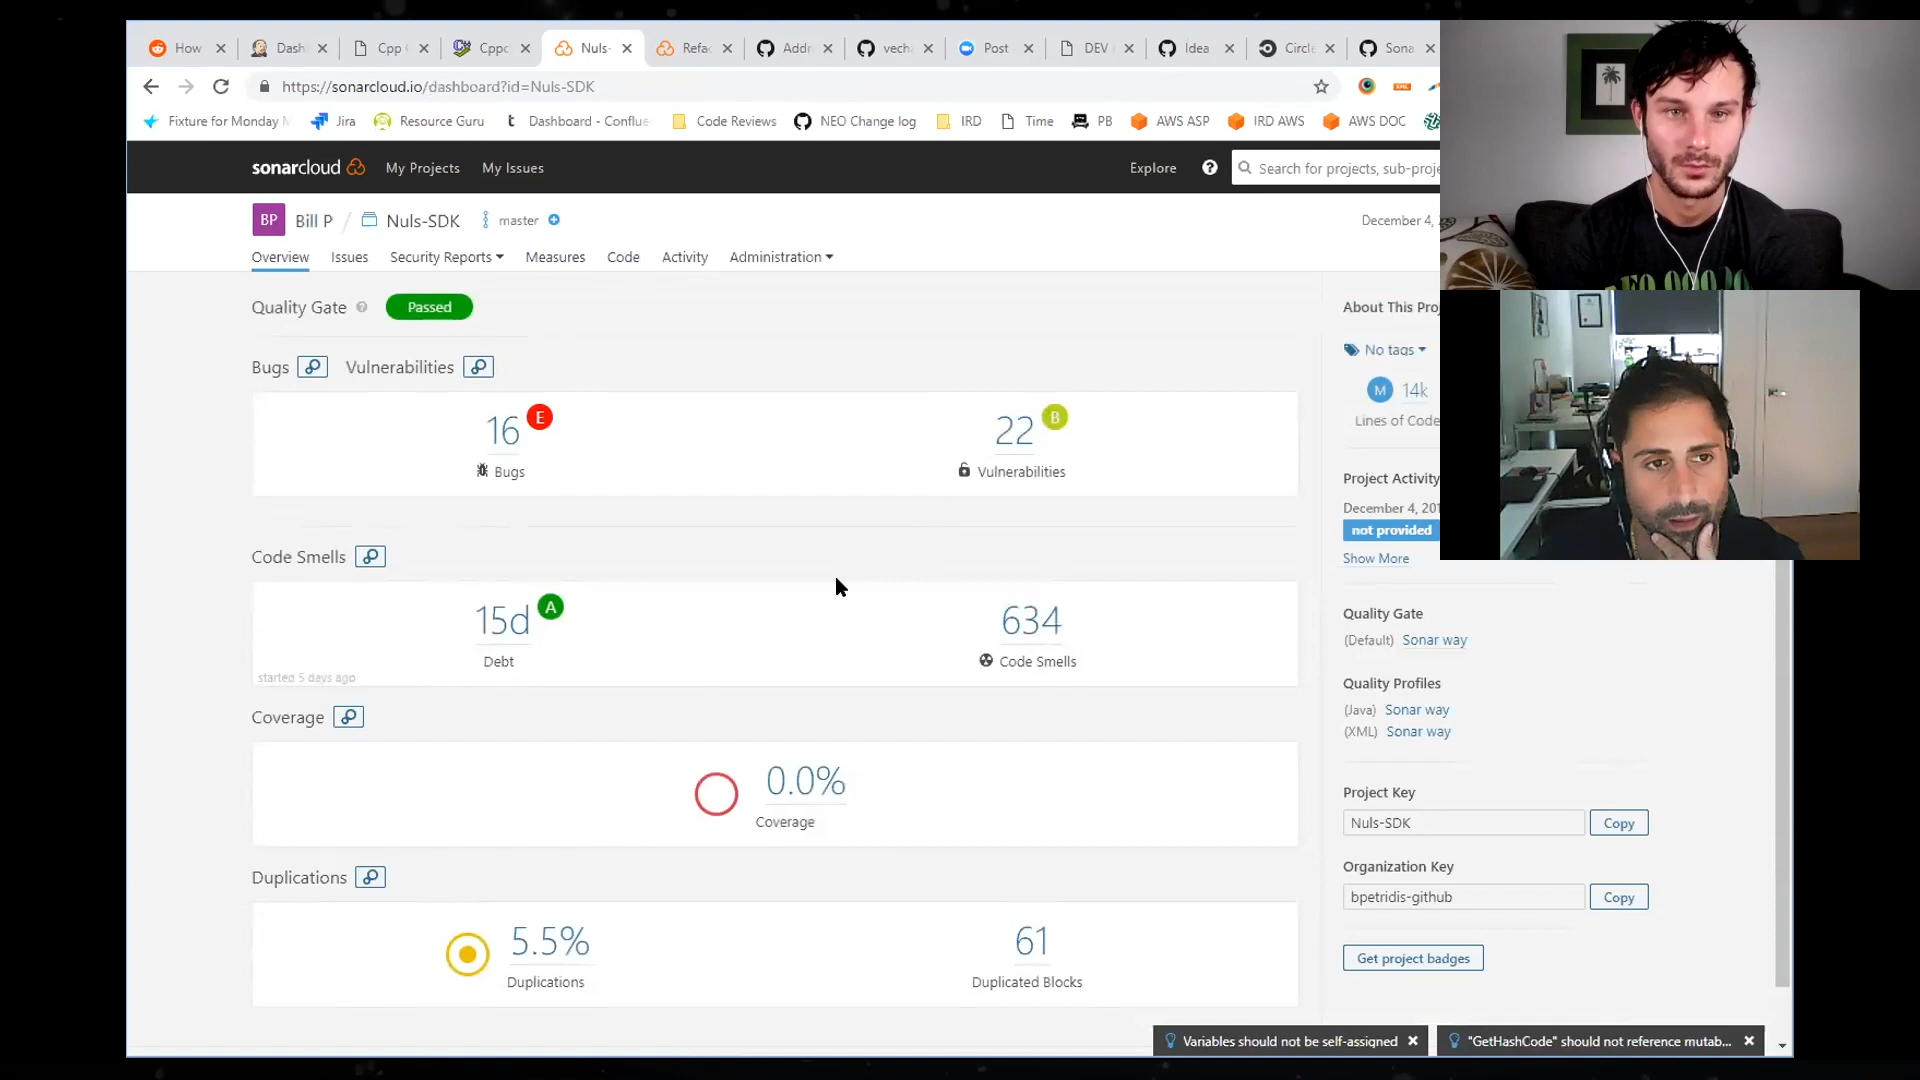 How
Dash
Cpp
Cppc
Nuls-
Refac
Addr
vecha
Post
DEV
Idea
Circle
Sona
https://sonarcloud.io/dashboard?id=Nuls-SDK
Fixture for Monday
Jira
Resource Guru
t
Dashboard - Conflue
Code Reviews
NEO Change log
IRD
Time
PB
AWS ASP
IRD AWS
AWS DOC
sonarcloud
My Projects
My Issues
Explore
Search for projects, sub-proje
BP
Bill P / Nuls-SDK
master
December 4,
Overview
Issues
Security Reports
Measures
Code
Activity
Administration
Quality Gate ?
Passed
Bugs
Vulnerabilities
16 E
Bugs
22 B
Vulnerabilities
Code Smells
15d A
Debt
634
Code Smells
started 5 days ago
Coverage
0.0%
Coverage
Duplications
5.5%
Duplications
61
Duplicated Blocks
About This Proj
No tags
M 14k
Lines of Code
Project Activity
December 4, 201
not provided
Show More
Quality Gate
(Default) Sonar way
Quality Profiles
(Java) Sonar way
(XML) Sonar way
Project Key
Nuls-SDK
Copy
Organization Key
bpetridis-github
Copy
Get project badges
Variables should not be self-assigned
"GetHashCode" should not reference mutab...